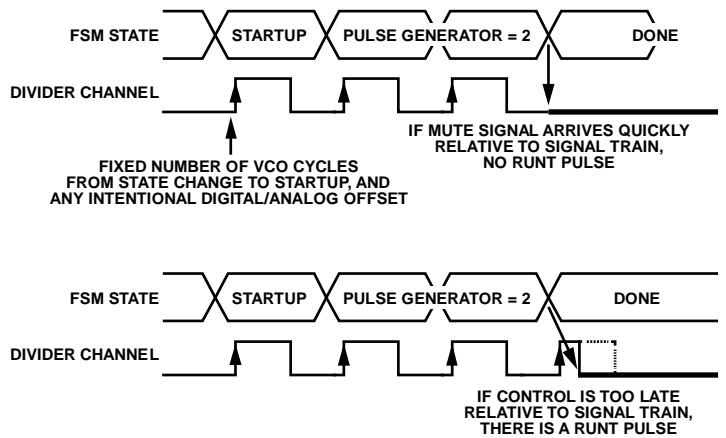 FSM STATE
STARTUP
PULSE GENERATOR = 2
DONE
DIVIDER CHANNEL
IF MUTE SIGNAL ARRIVES QUICKLY
RELATIVE TO SIGNAL TRAIN,
NO RUNT PULSE
FIXED NUMBER OF VCO CYCLES
FROM STATE CHANGE TO STARTUP, AND
ANY INTENTIONAL DIGITAL/ANALOG OFFSET
FSM STATE
STARTUP
PULSE GENERATOR = 2
DONE
DIVIDER CHANNEL
IF CONTROL IS TOO LATE
RELATIVE TO SIGNAL TRAIN,
THERE IS A RUNT PULSE